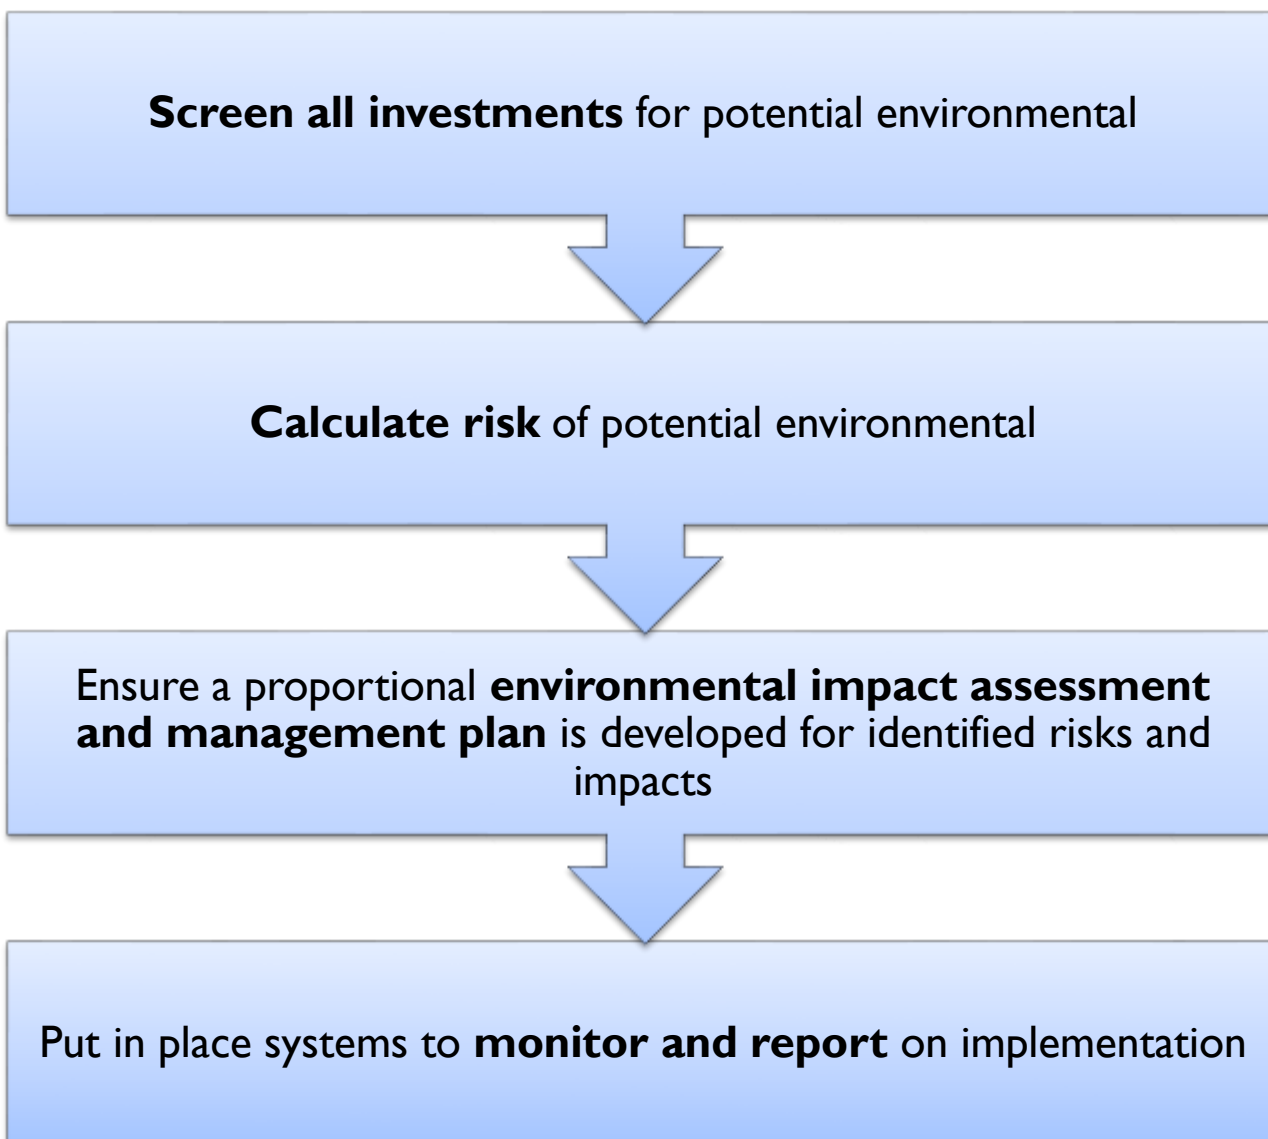 Screen all investments for potential environmental
Calculate risk of potential environmental
Ensure a proportional environmental impact assessment
and management plan is developed for identified risks and
impacts
Put in place systems to monitor and report on implementation